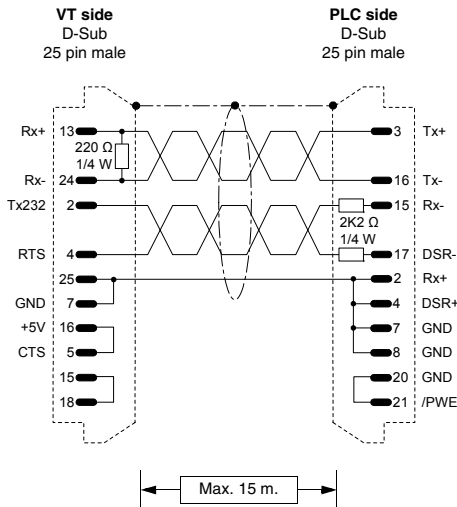 VT side
D-Sub
25 pin male
PLC side
D-Sub
25 pin male
Rx+ 13
220 Ω
1/4 W
Rx- 24
Tx232 2
RTS 4
25
GND 7
+5V 16
CTS 5
15
18
3 Tx+
16 Tx-
15 Rx-
2K2 Ω
1/4 W
17 DSR-
2 Rx+
4 DSR+
7 GND
8 GND
20 GND
21 /PWE
Max. 15 m.